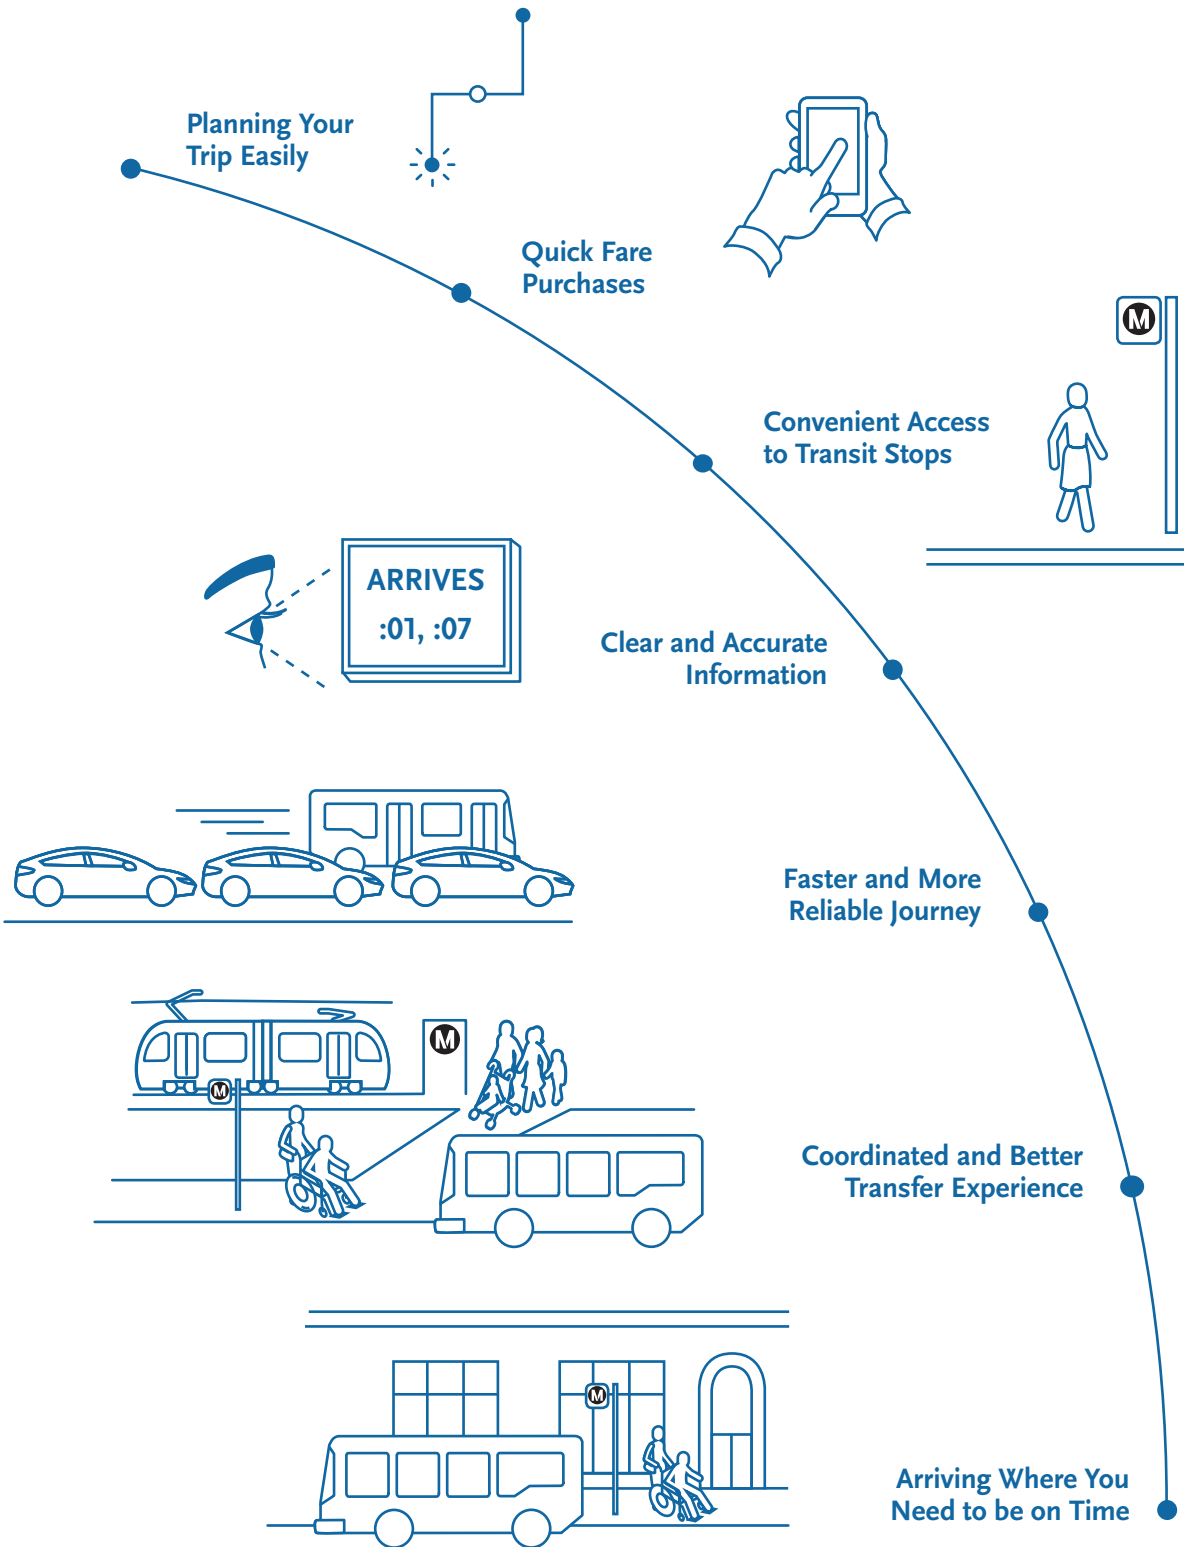 Planning Your
Trip Easily
Quick Fare
Purchases
M
Convenient Access
to Transit Stops
ARRIVES
:01, :07
Clear and Accurate
Information
Faster and More
Reliable Journey
M
M
Coordinated and Better
Transfer Experience
M
Arriving Where You
Need to be on Time